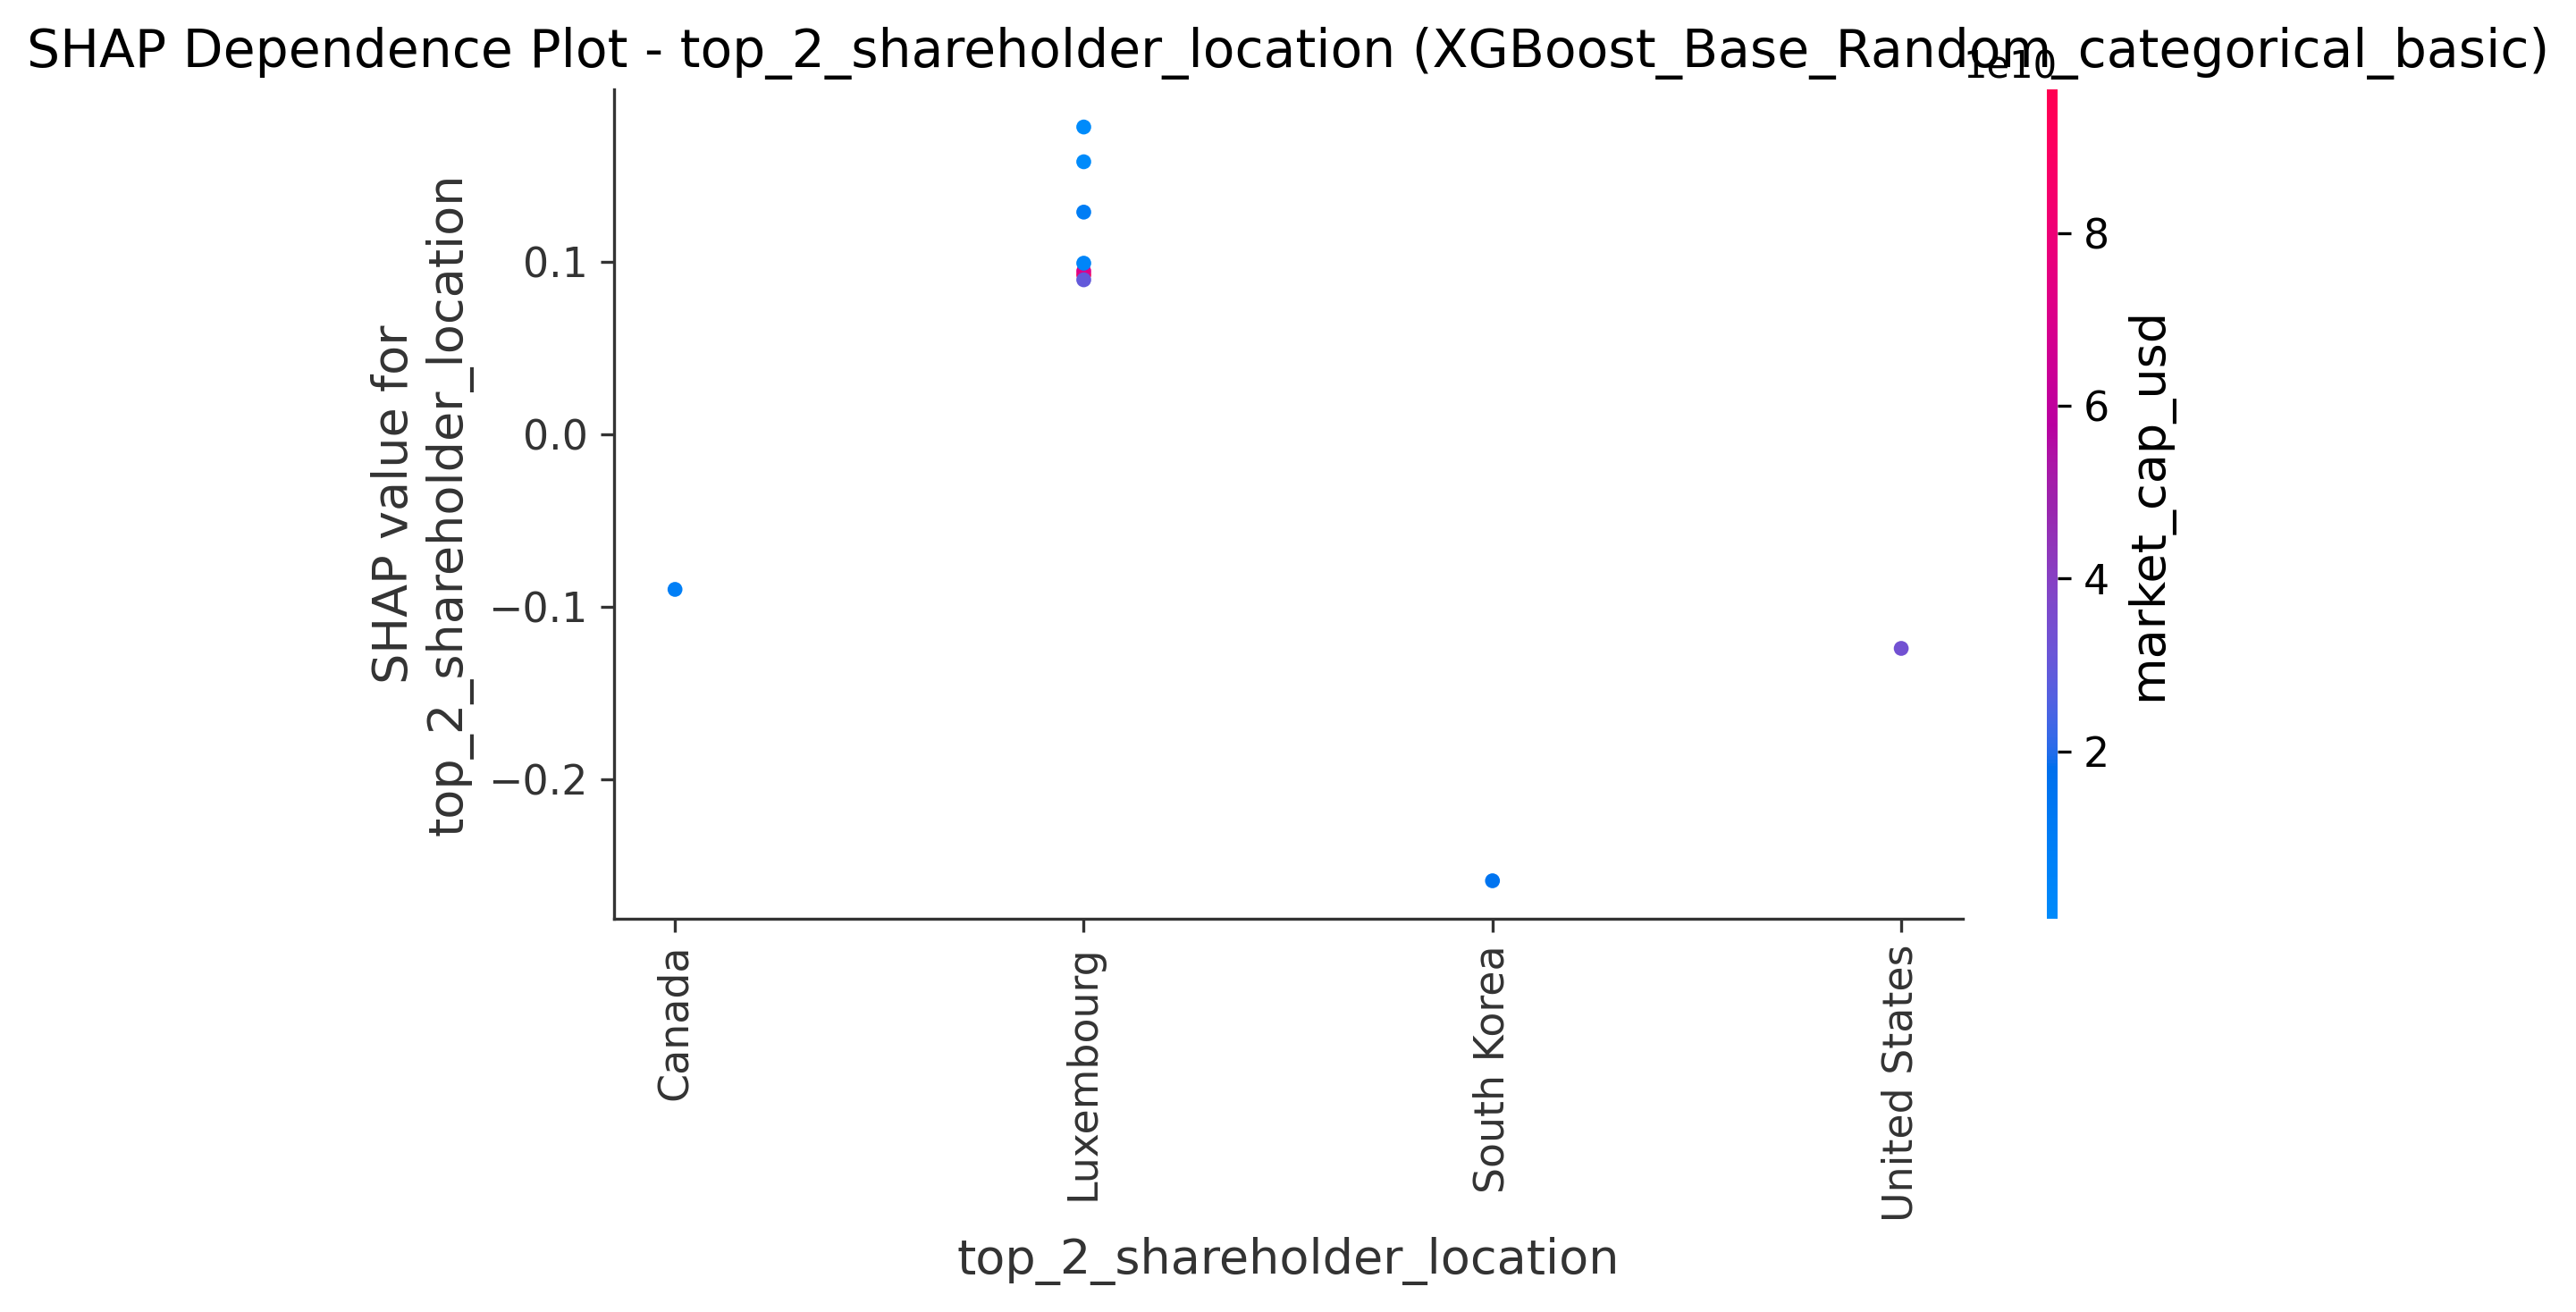 SHAP Dependence Plot - top_2_shareholder_location (XGBoost_Base_Random_categorical_basic)
1e10
SHAP value for
top_2_shareholder_location
0.1
0.0
−0.1
−0.2
8
6
4
2
market_cap_usd
Canada
Luxembourg
South Korea
United States
top_2_shareholder_location